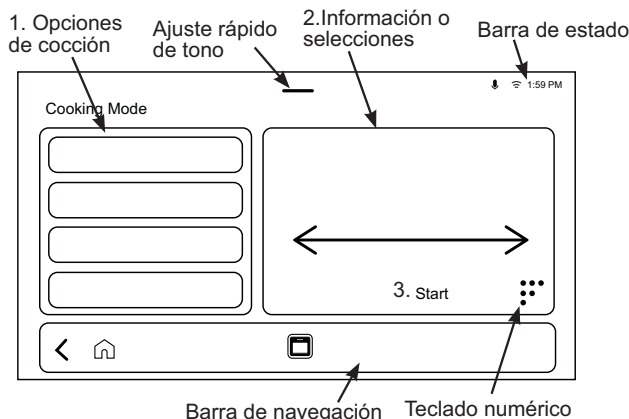 1. Opciones
de cocción
Ajuste rápido
de tono
2.Información o
selecciones
Barra de estado
1:59 PM
Cooking Mode
3. Start
Barra de navegación
Teclado numérico